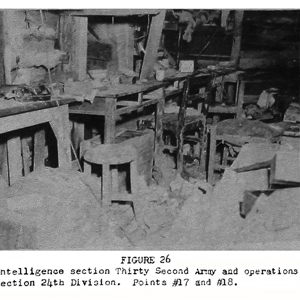 FIGURE 26
ntelligence section Thirty Second Army and operations
ection 24th Division. Points #17 and #18.